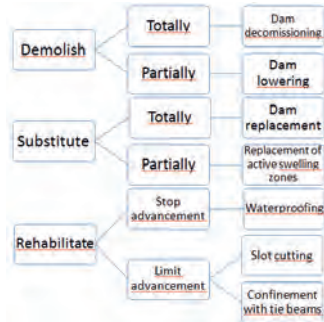 Demolish
Totally
Dam
decomissioning
Partially
Dam
lowering
Substitute
Totally
Dam
replacement
Partially
Replacement of
active swelling
zones
Rehabilitate
Stop
advancement
Waterproofing
Limit
advancement
Slot cutting
Confinement
with tie beams